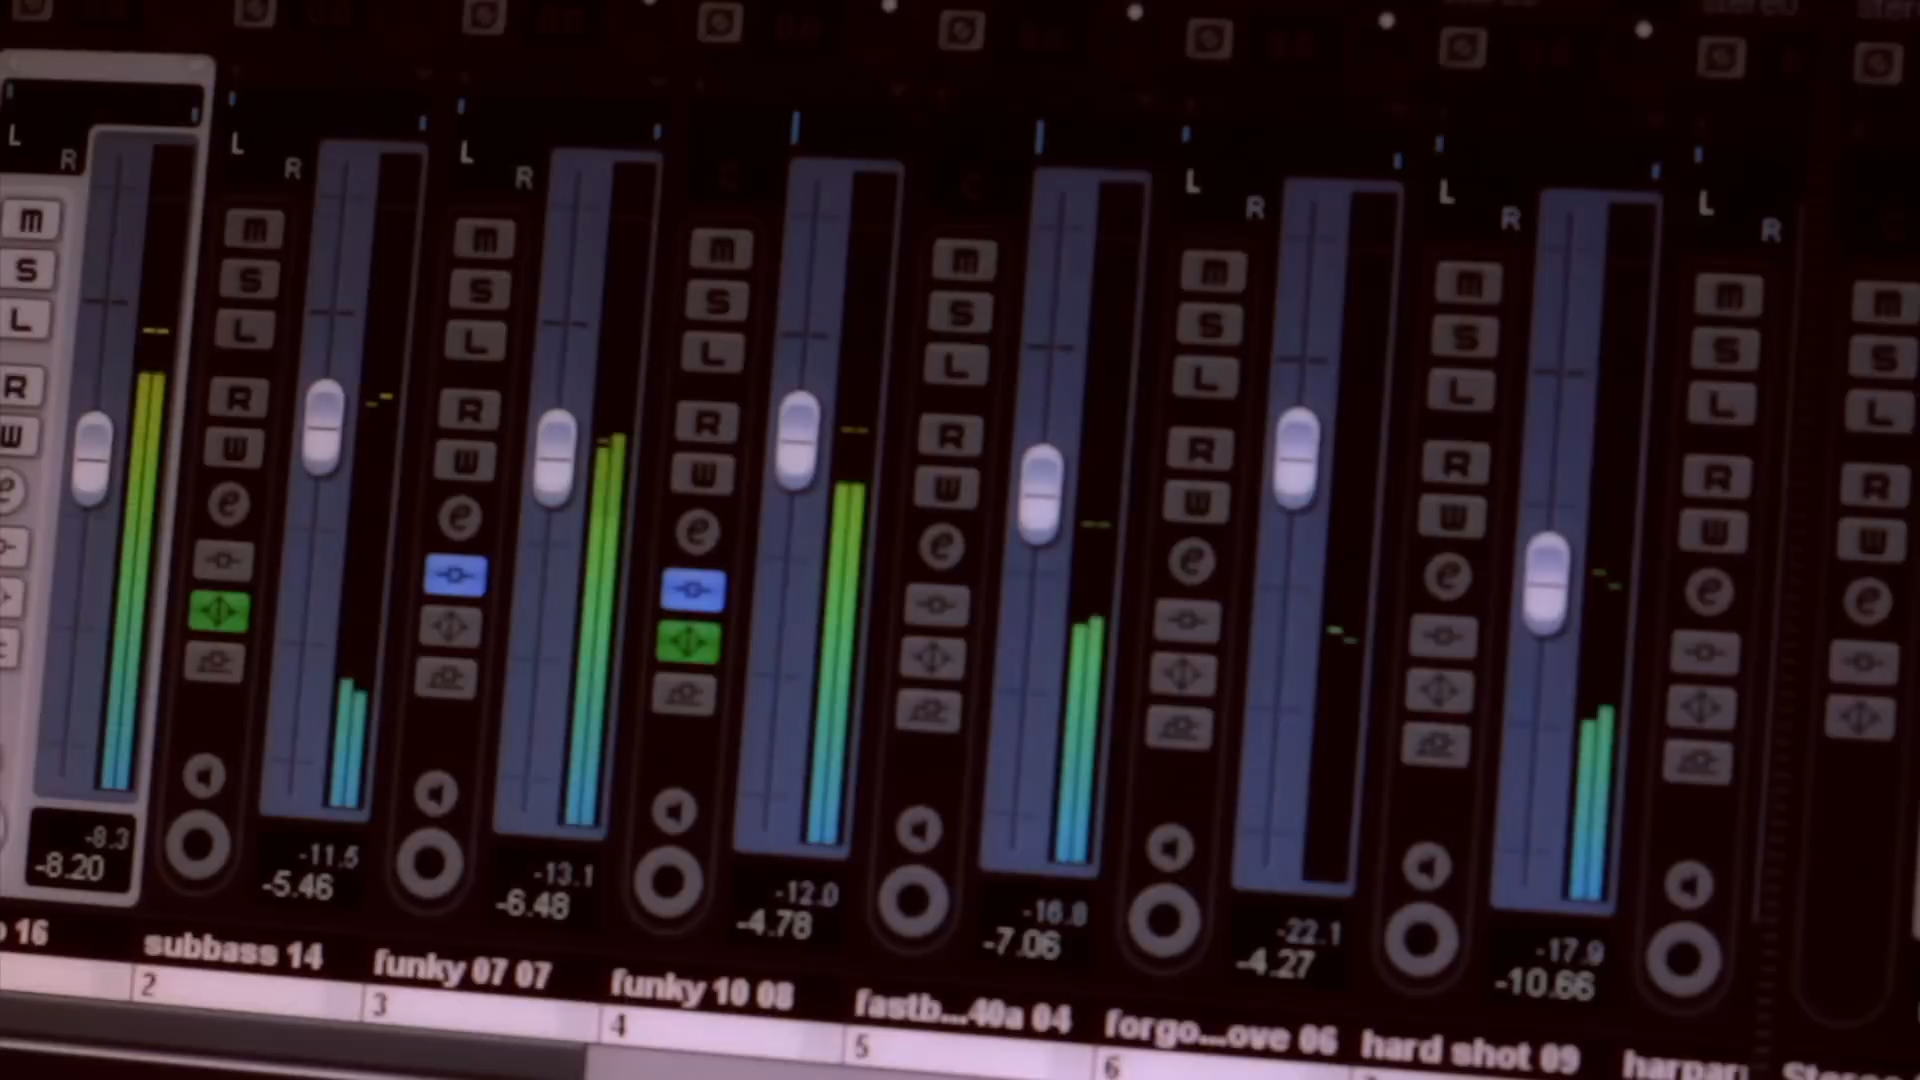 L R L R L R L R L R L R
m m m m m m m m
S S S S S S S S
L L L L L L L L
R R R R R R R R
W W W W W W W W
e e e e e e e e
-8.3 -11.5 -13.1 -12.0 -16.8 -22.1 -17.9
-8.20 -5.46 -6.48 -4.78 -7.06 -4.27 -10.66
16 subbass 14 funky 07 07 funky 10 08 fastb...40a 04 forgo...ove 06 hard shot 09
2 3 4 5 6